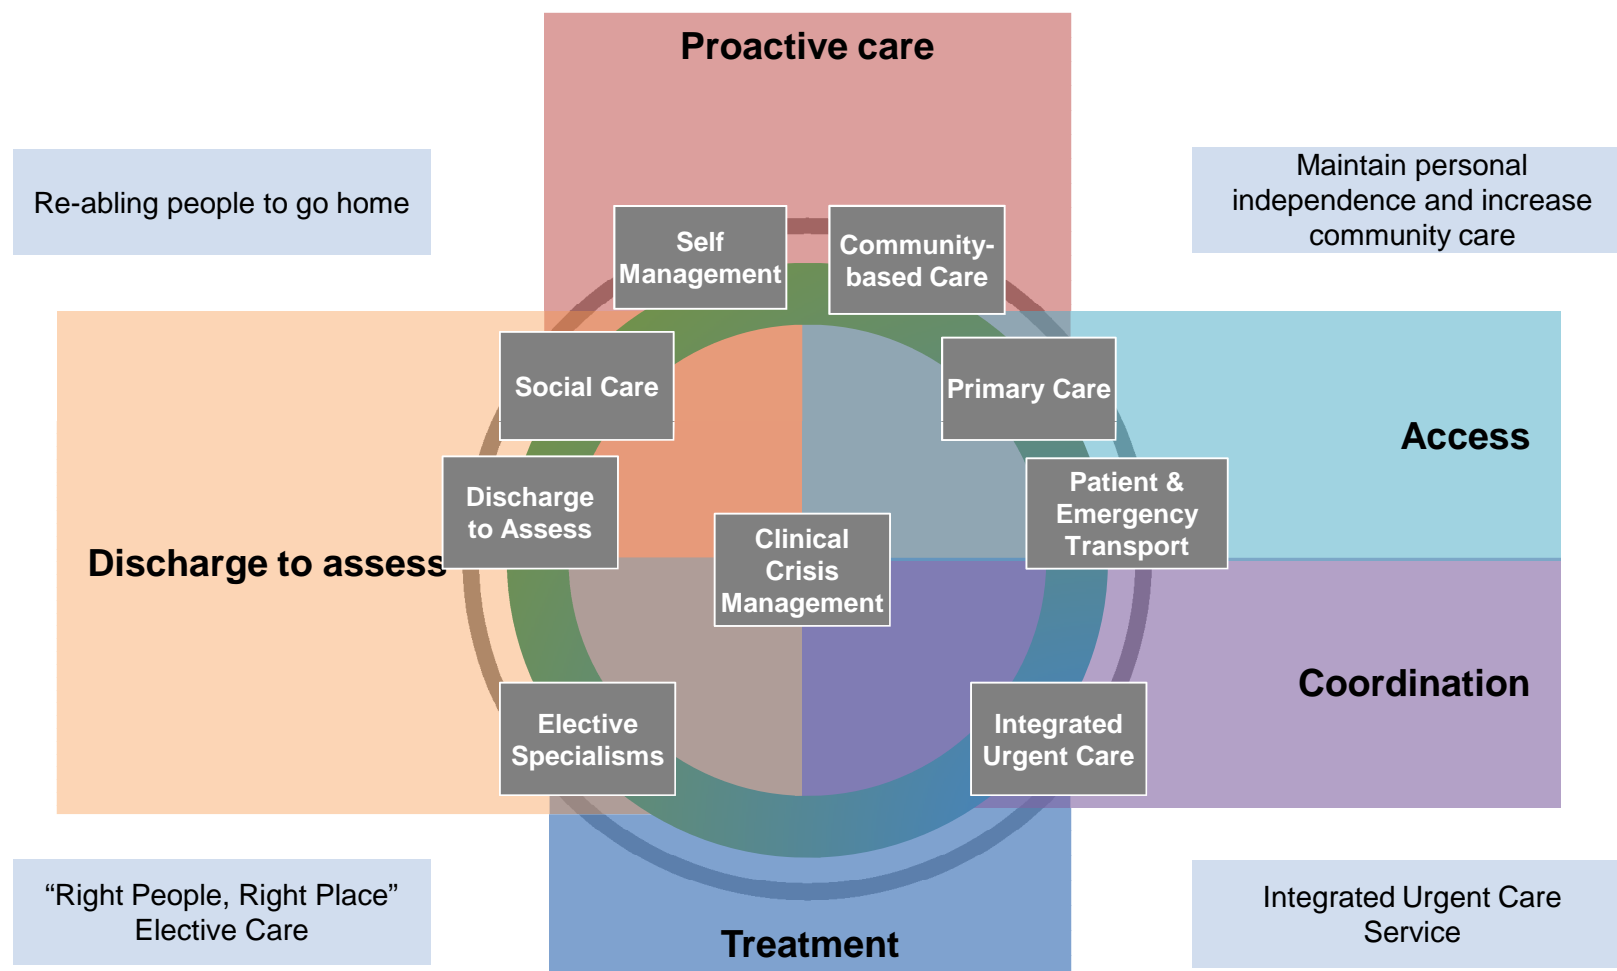 Proactive care
Re-abling people to go home
Maintain personal
independence and increase
community care
Self
Management
Community-
based Care
Social Care
Primary Care
Access
Discharge
to Assess
Patient &
Emergency
Transport
Discharge to assess
Clinical
Crisis
Management
Coordination
Elective
Specialisms
Integrated
Urgent Care
“Right People, Right Place”
Elective Care
Treatment
Integrated Urgent Care
Service